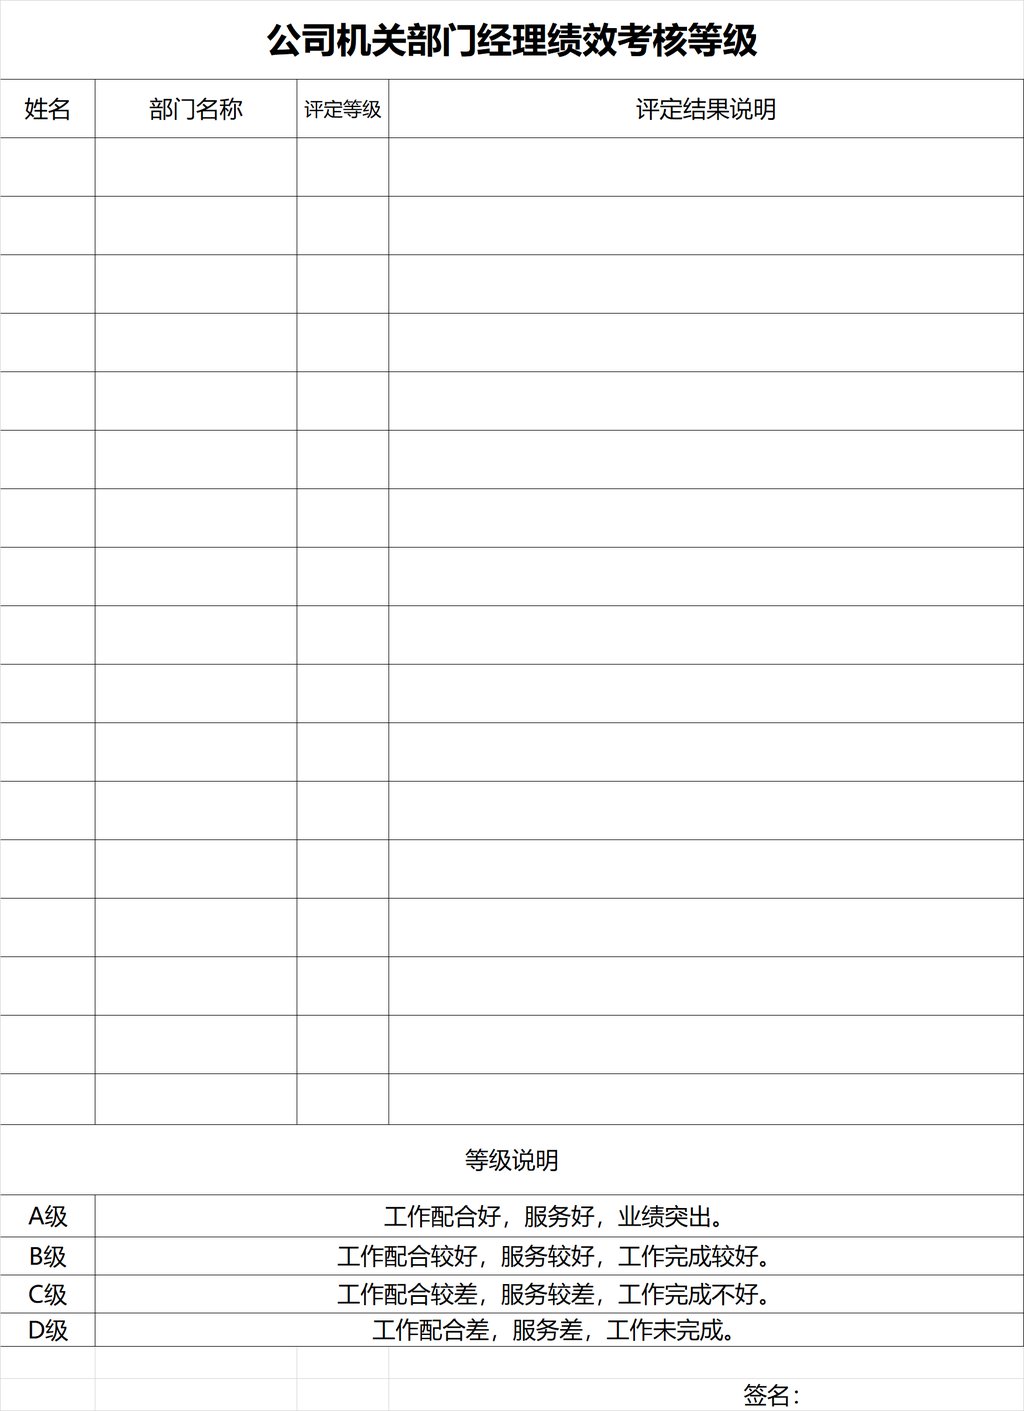 公司机关部门经理绩效考核等级
姓名 部门名称 评定等级 评定结果说明
等级说明
A级 工作配合好，服务好，业绩突出。
B级 工作配合较好，服务较好，工作完成较好。
C级 工作配合较差，服务较差，工作完成不好。
D级 工作配合差，服务差，工作未完成。
签名：